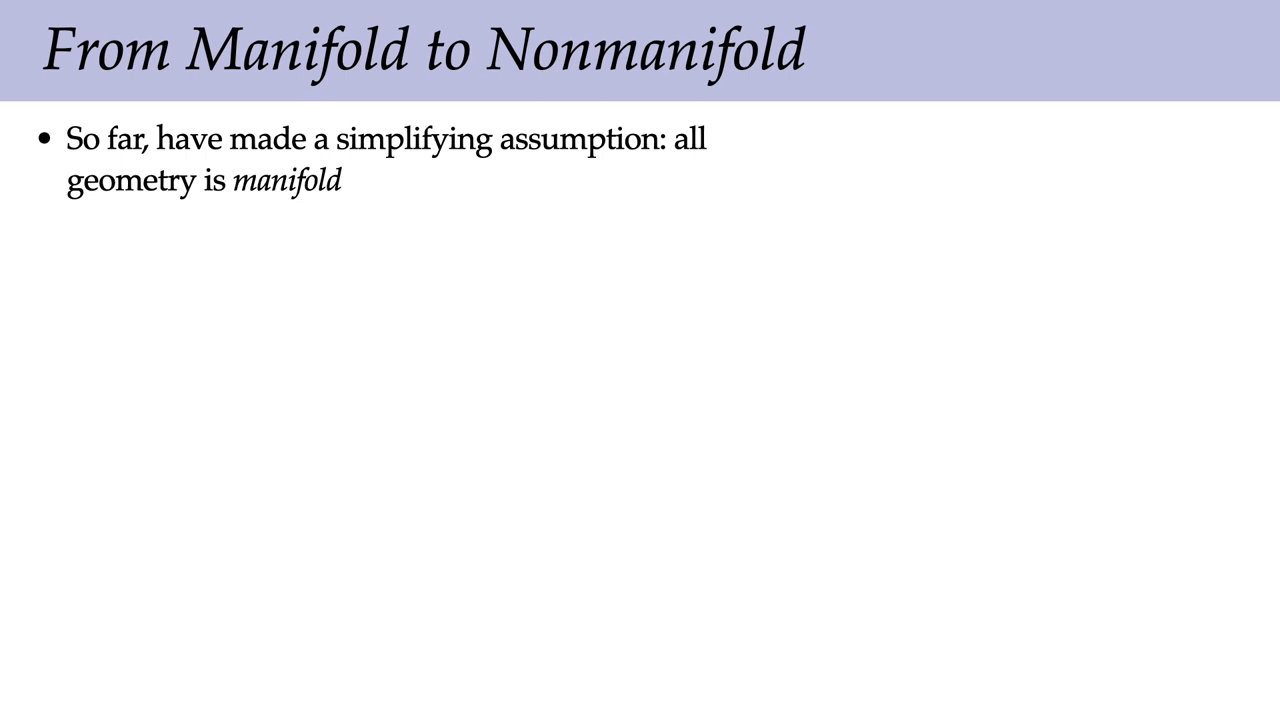 From Manifold to Nonmanifold
• So far, have made a simplifying assumption: all
geometry is manifold